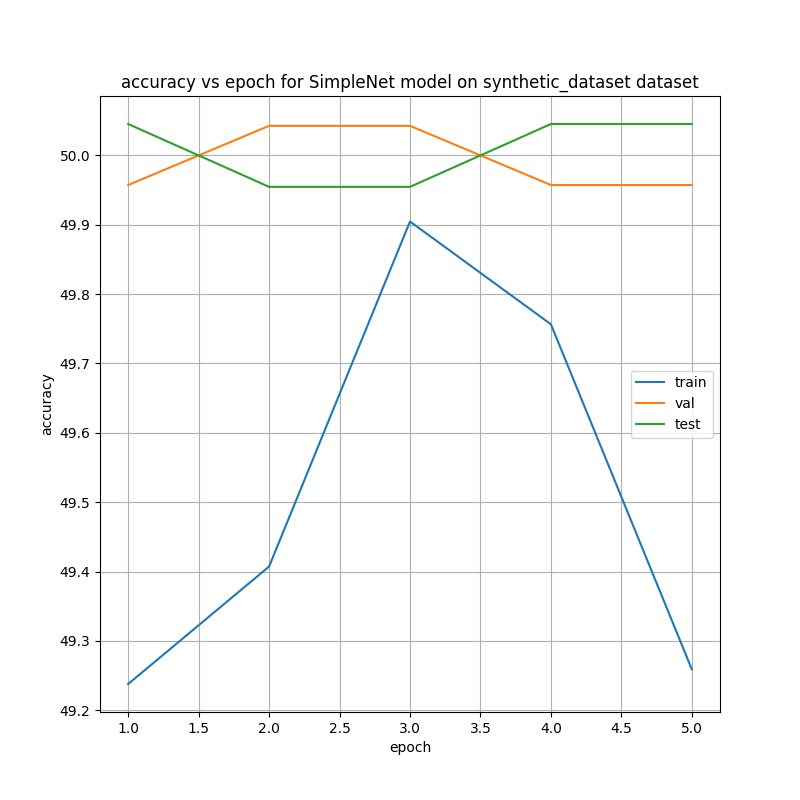 accuracy vs epoch for SimpleNet model on synthetic_dataset dataset
50.0
49.9
49.8
49.7
49.6
49.5
49.4
49.3
49.2
accuracy
train
val
test
1.0 1.5 2.0 2.5 3.0 3.5 4.0 4.5 5.0
epoch